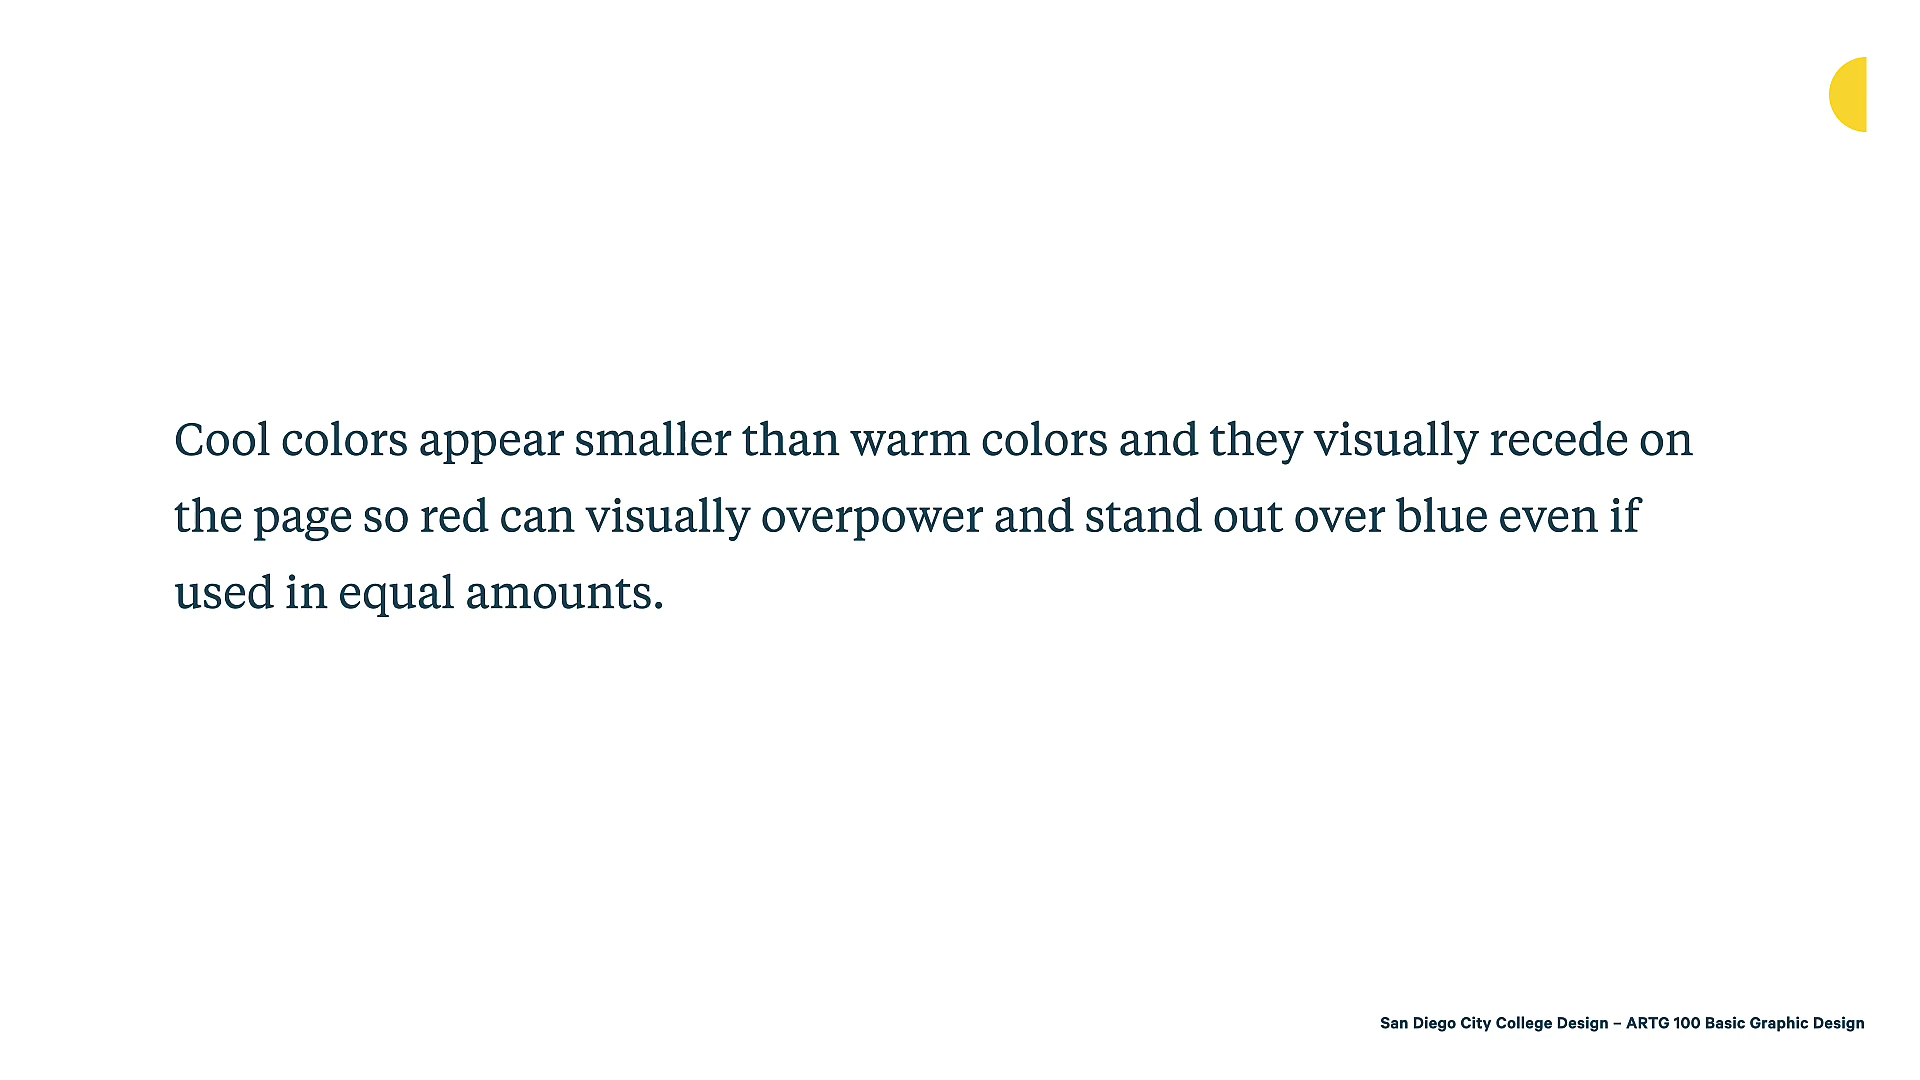 Cool colors appear smaller than warm colors and they visually recede on
the page so red can visually overpower and stand out over blue even if
used in equal amounts.
San Diego City College Design – ARTG 100 Basic Graphic Design